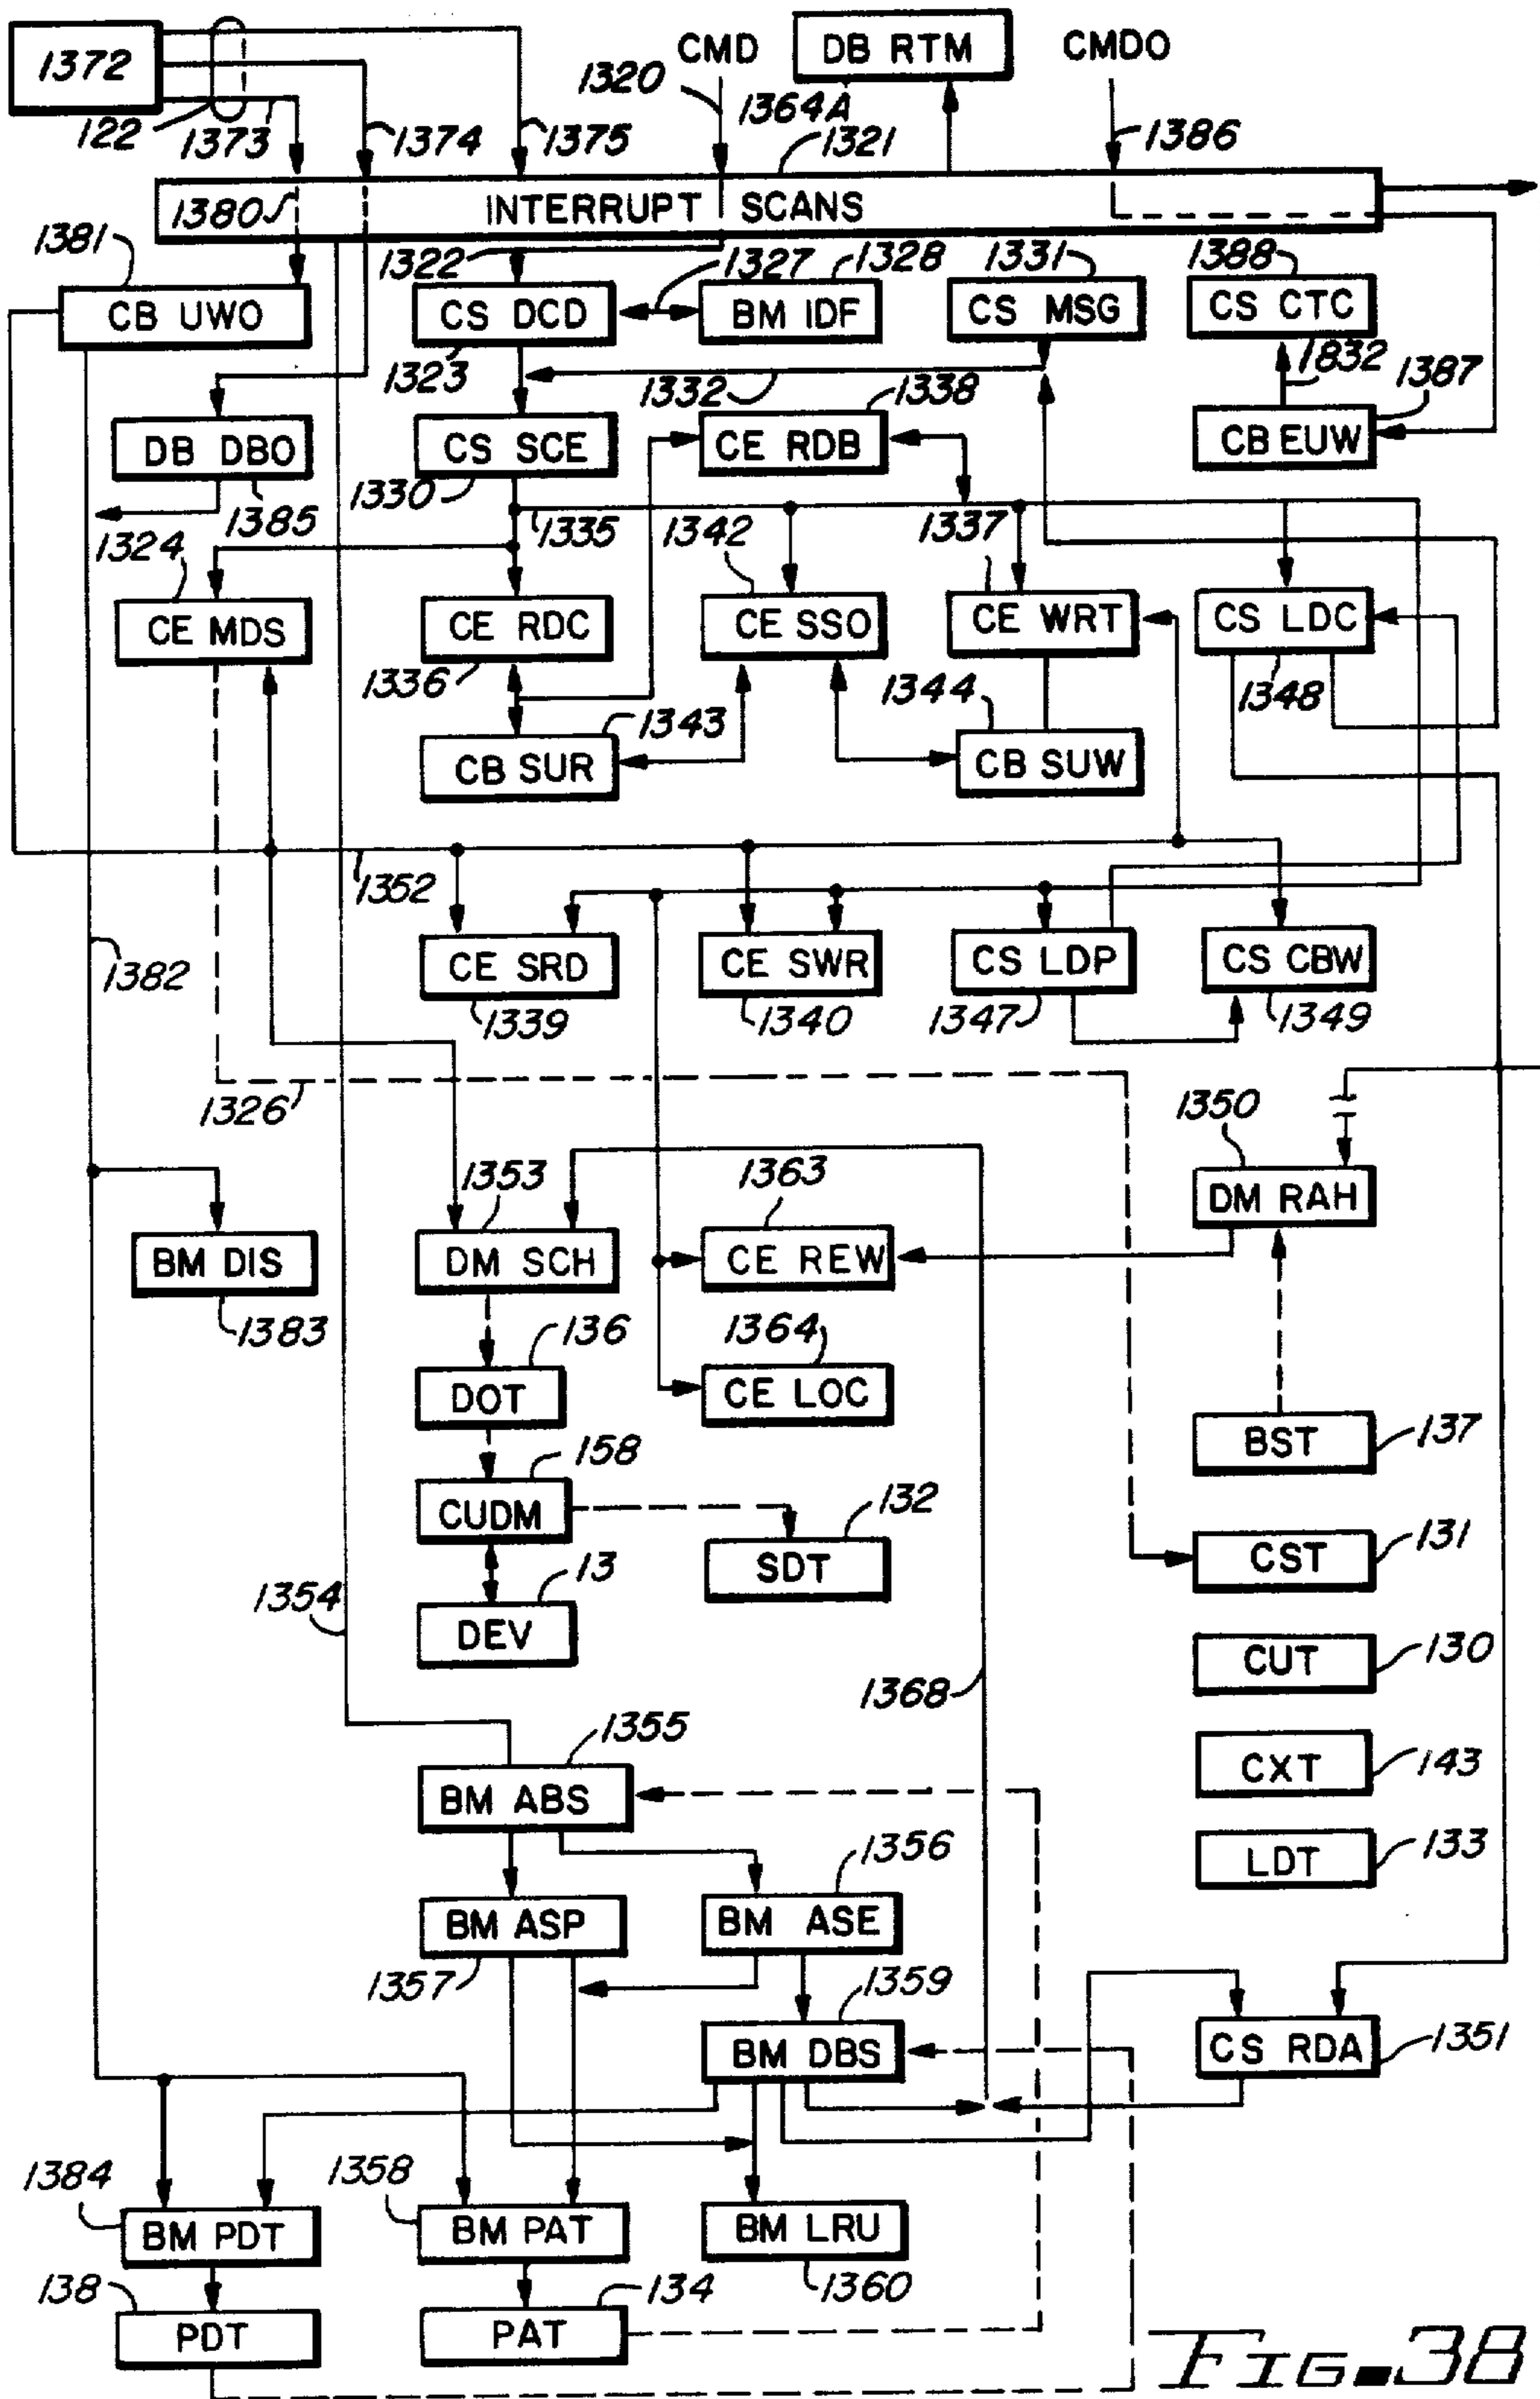 1372
CMD
DB RTM
CMDO
1320
1364A
122
1373
1374
1375
1321
1386
1380
INTERRUPT SCANS
1381
1322
1327
1328
1331
1388
CB UWO
CS DCD
BM IDF
CS MSG
CS CTC
1323
1332
1338
1832
1387
DB DBO
CS SCE
CE RDB
CB EUW
1385
1330
1324
1335
1342
1337
CE MDS
CE RDC
CE SSO
CE WRT
CS LDC
1336
1343
1344
1348
CB SUR
CB SUW
1352
1382
CE SRD
CE SWR
CS LDP
CS CBW
1339
1340
1347
1349
1326
1350
1353
1363
DM RAH
BM DIS
DM SCH
CE REW
1383
136
1364
DOT
CE LOC
BST
137
158
CUDM
132
SDT
CST
131
13
1354
DEV
CUT
130
1368
1355
CXT
143
BM ABS
1356
LDT
133
BM ASP
BM ASE
1357
1359
BM DBS
CS RDA
1351
1384
1358
BM PDT
BM PAT
BM LRU
138
134
1360
PDT
PAT
FIG. 38